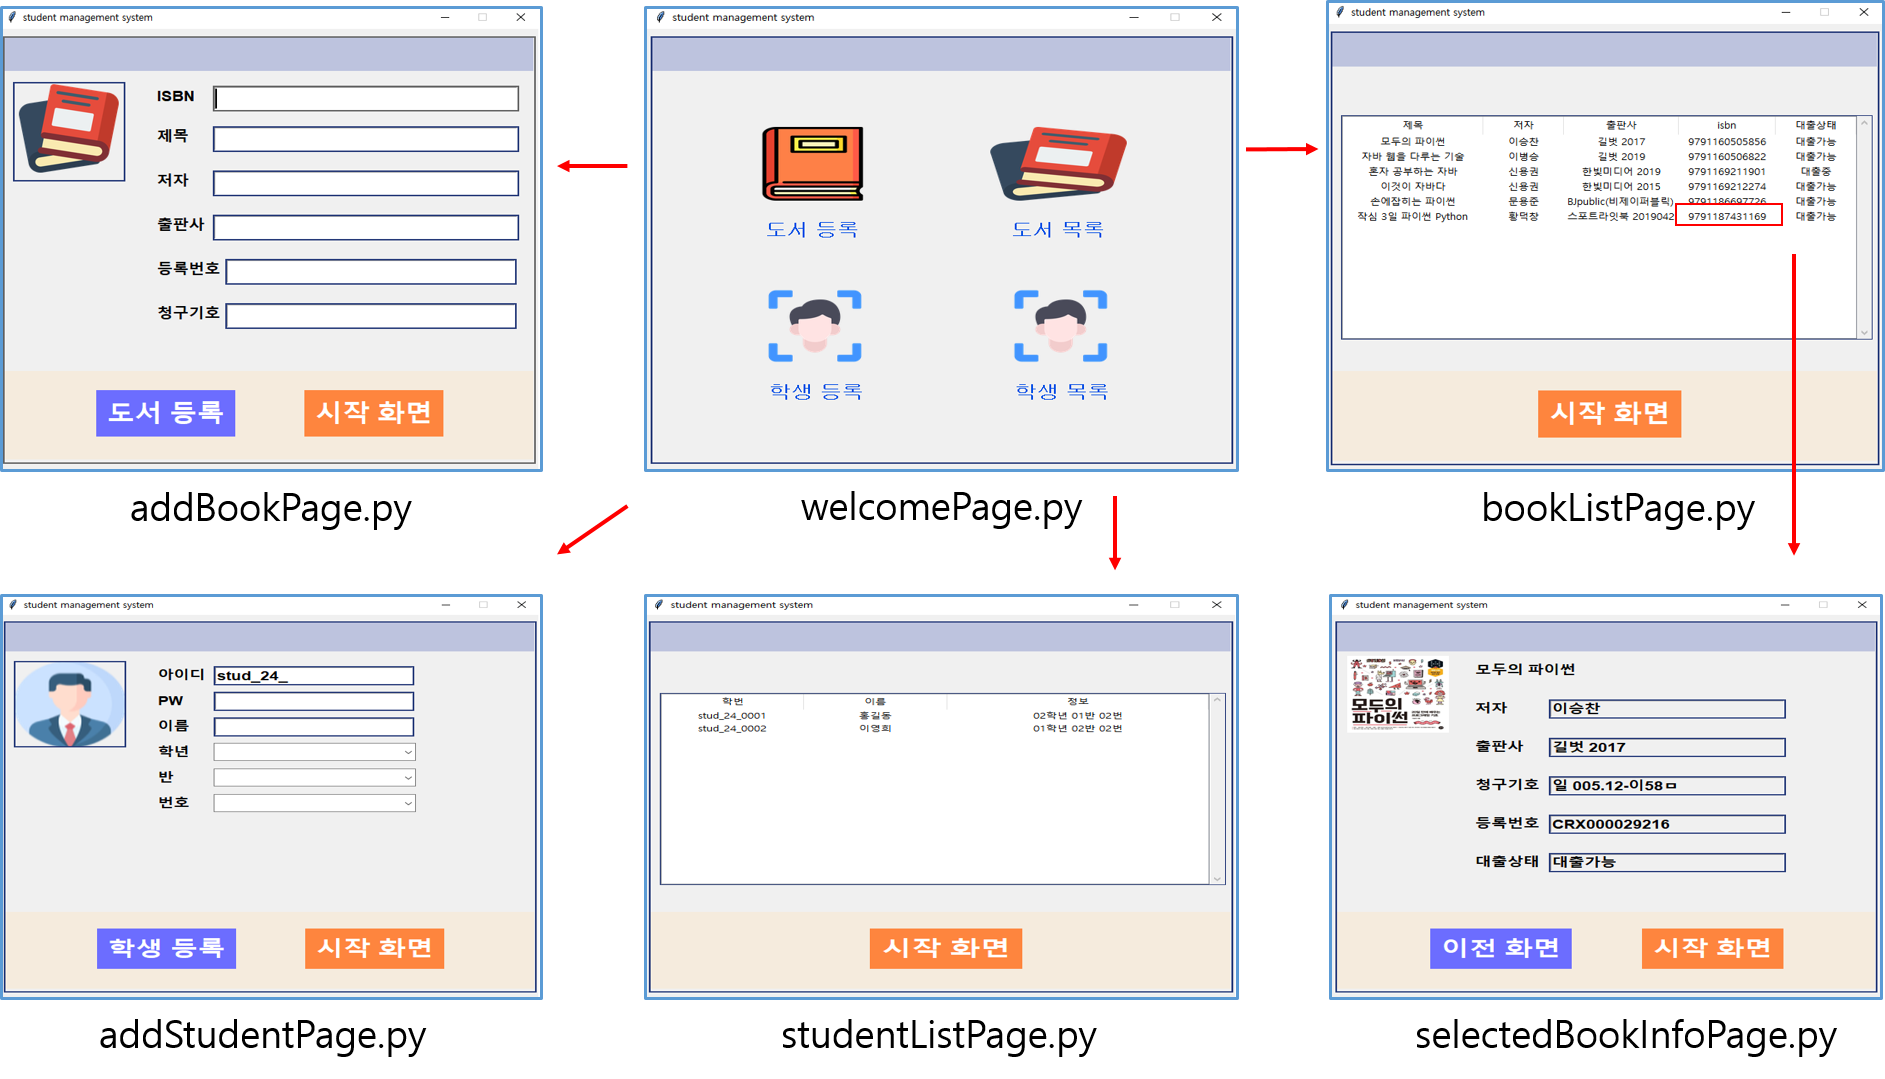 student management system
ISBN
제목
저자
출판사
등록번호
청구기호
도서 등록
시작 화면
addBookPage.py
student management system
도서 등록
도서 목록
학생 등록
학생 목록
welcomePage.py
student management system
제목 저자 출판사 isbn 대출상태
모두의 파이썬 이승찬 길벗 2017 9791160505856 대출가능
자바 웹을 다루는 기술 이병승 길벗 2019 9791160506822 대출가능
혼자 공부하는 자바 신용권 한빛미디어 2019 9791169211901 대출중
이것이 자바다 신용권 한빛미디어 2015 9791169212274 대출가능
손에잡히는 파이썬 문용준 BJpublic(비제이퍼블릭) 9791186697726 대출가능
작심 3일 파이썬 Python 황덕창 스포트라잇북 2019042 9791187431169 대출가능
시작 화면
bookListPage.py
student management system
아이디 stud_24_
PW
이름
학년
반
번호
학생 등록
시작 화면
addStudentPage.py
student management system
학번 이름 정보
stud_24_0001 홍길동 02학년 01반 02번
stud_24_0002 이영희 01학년 02반 02번
시작 화면
studentListPage.py
student management system
모두의
파이썬
모두의 파이썬
저자 이승찬
출판사 길벗 2017
청구기호 일 005.12-이58ㅁ
등록번호 CRX000029216
대출상태 대출가능
이전 화면
시작 화면
selectedBookInfoPage.py